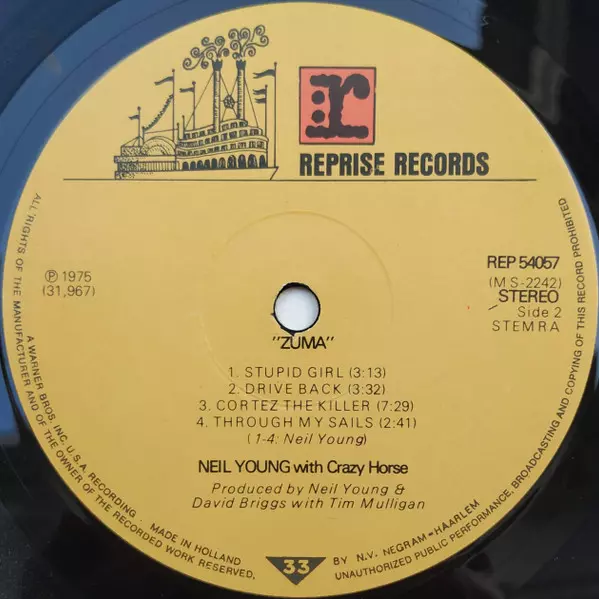 r
REPRISE RECORDS
℗ 1975
(31,967)
REP 54057
(MS-2242)
STEREO
Side 2
STEMRA
"ZUMA"
1. STUPID GIRL (3:13)
2. DRIVE BACK (3:32)
3. CORTEZ THE KILLER (7:29)
4. THROUGH MY SAILS (2:41)
(1-4: Neil Young)
NEIL YOUNG with Crazy Horse
Produced by Neil Young &
David Briggs with Tim Mulligan
ALL RIGHTS OF THE MANUFACTURER AND OF THE OWNER OF THE RECORDED WORK RESERVED, UNAUTHORIZED PUBLIC PERFORMANCE, BROADCASTING AND COPYING OF THIS RECORD PROHIBITED
A WARNER BROS. INC. U.S.A. RECORDING
MADE IN HOLLAND
33
BY N.V. NEGRAM-HAARLEM